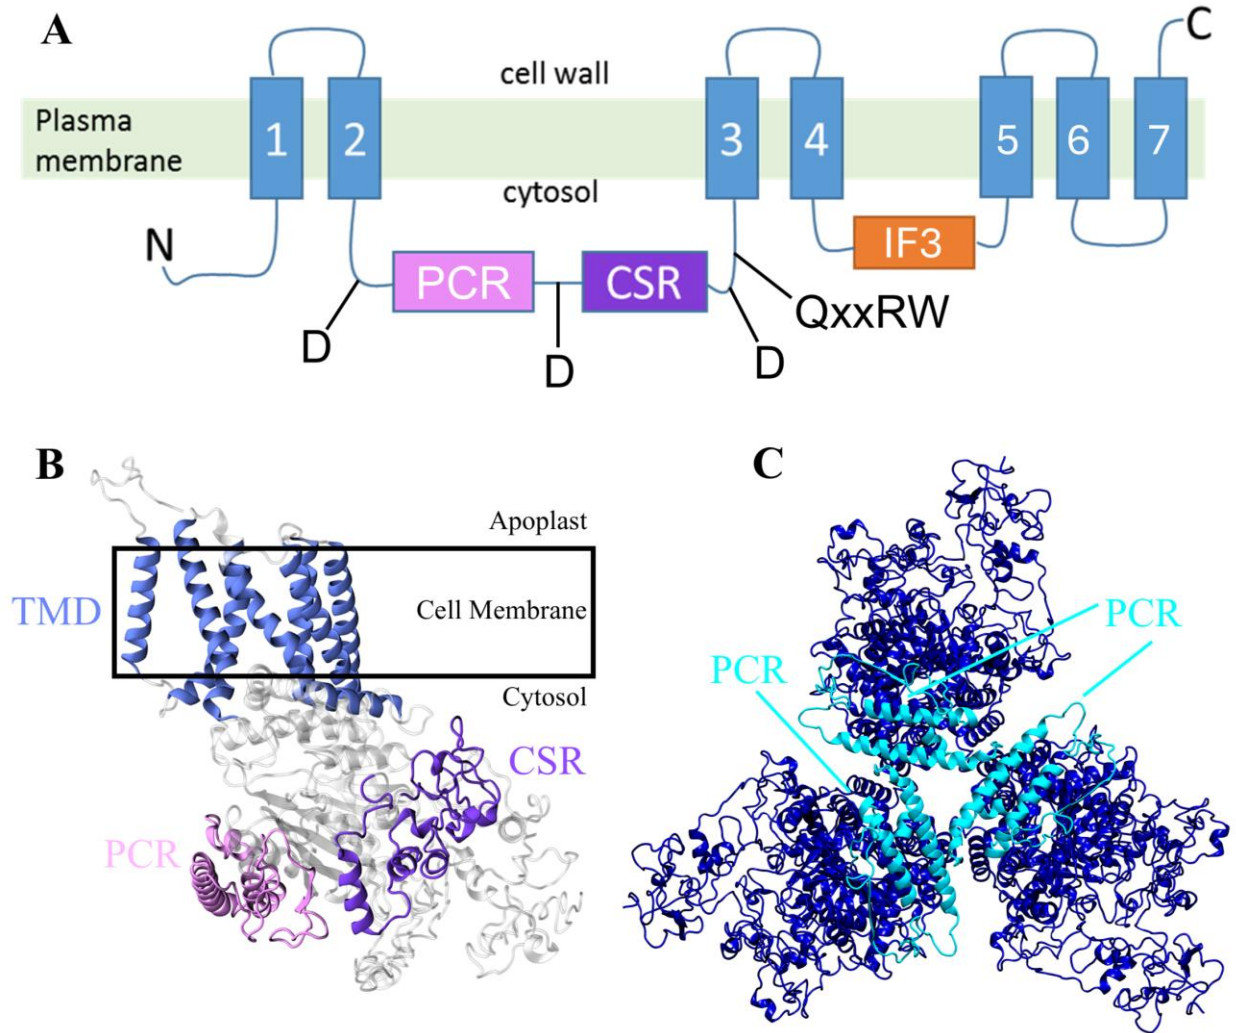 A
C
cell wall
Plasma
membrane
1
2
3
4
5
6
7
cytosol
N
PCR
CSR
IF3
QxxRW
D
D
D
B
Apoplast
TMD
Cell Membrane
Cytosol
CSR
PCR
C
PCR
PCR